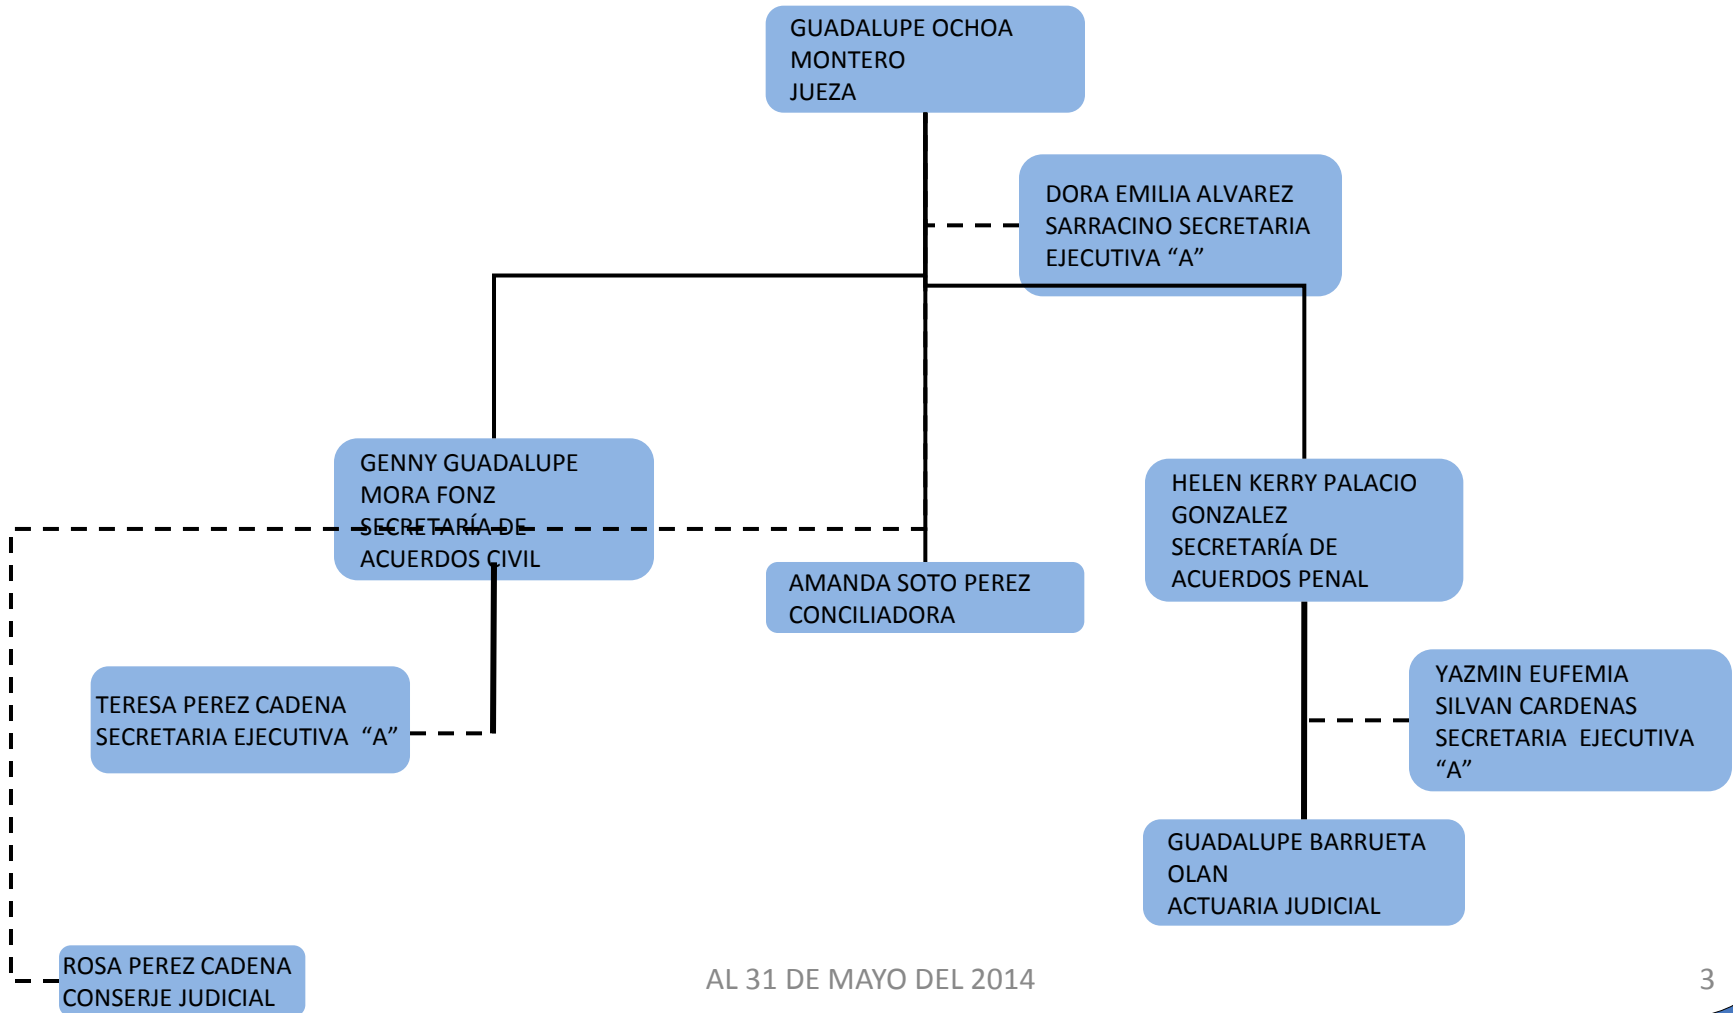 GUADALUPE OCHOA
MONTERO
JUEZA
DORA EMILIA ALVAREZ
SARRACINO SECRETARIA
EJECUTIVA “A”
GENNY GUADALUPE
MORA FONZ
SECRETARÍA DE
ACUERDOS CIVIL
HELEN KERRY PALACIO
GONZALEZ
SECRETARÍA DE
ACUERDOS PENAL
AMANDA SOTO PEREZ
CONCILIADORA
TERESA PEREZ CADENA
SECRETARIA EJECUTIVA “A”
YAZMIN EUFEMIA
SILVAN CARDENAS
SECRETARIA EJECUTIVA
“A”
GUADALUPE BARRUETA
OLAN
ACTUARIA JUDICIAL
ROSA PEREZ CADENA
CONSERJE JUDICIAL
AL 31 DE MAYO DEL 2014
3